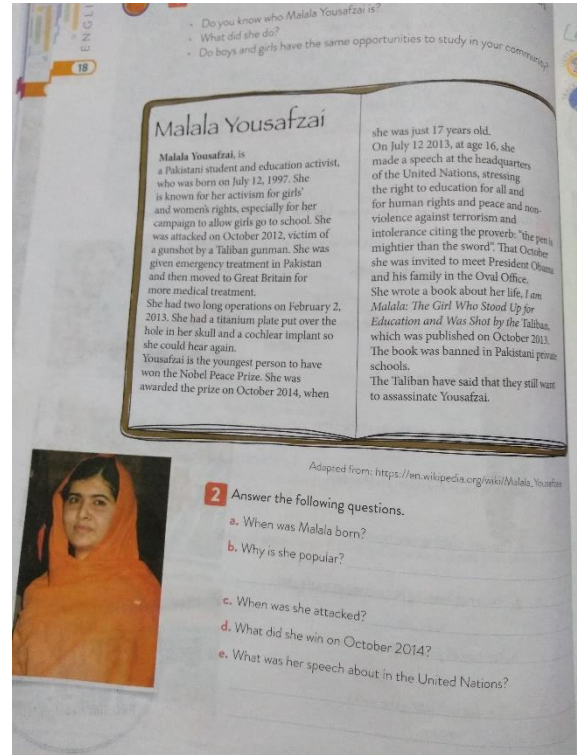 ENGLI
18
Do you know who Malala Yousafzai is?
What did she do?
Do boys and girls have the same opportunities to study in your community?
Malala Yousafzai
Malala Yousafzai, is
a Pakistani student and education activist,
who was born on July 12, 1997. She
is known for her activism for girls'
and women's rights, especially for her
campaign to allow girls go to school. She
was attacked on October 2012, victim of
a gunshot by a Taliban gunman. She was
given emergency treatment in Pakistan
and then moved to Great Britain for
more medical treatment.
She had two long operations on February 2,
2013. She had a titanium plate put over the
hole in her skull and a cochlear implant so
she could hear again.
Yousafzai is the youngest person to have
won the Nobel Peace Prize. She was
awarded the prize on October 2014, when
she was just 17 years old.
On July 12 2013, at age 16, she
made a speech at the headquarters
of the United Nations, stressing
the right to education for all and
for human rights and peace and non-
violence against terrorism and
intolerance citing the proverb: "the pen is
mightier than the sword". That October
she was invited to meet President Obama
and his family in the Oval Office.
She wrote a book about her life, I am
Malala: The Girl Who Stood Up for
Education and Was Shot by the Taliban,
which was published on October 2013.
The book was banned in Pakistani private
schools.
The Taliban have said that they still want
to assassinate Yousafzai.
Adapted from: https://en.wikipedia.org/wiki/Malala_Yousafzai
2 Answer the following questions.
a. When was Malala born?
b. Why is she popular?
c. When was she attacked?
d. What did she win on October 2014?
e. What was her speech about in the United Nations?